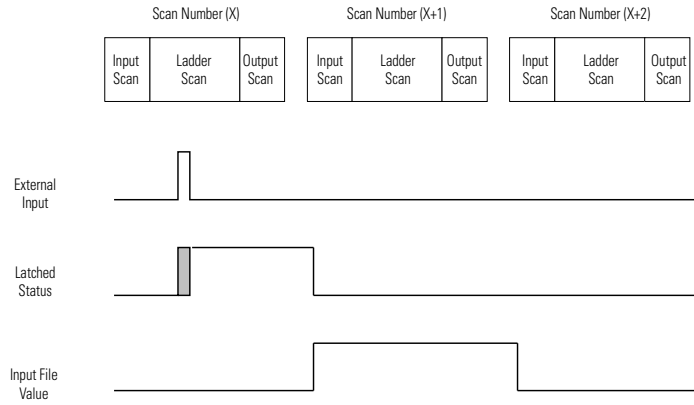 Scan Number (X)
Scan Number (X+1)
Scan Number (X+2)
Input
Scan
Ladder
Scan
Output
Scan
Input
Scan
Ladder
Scan
Output
Scan
Input
Scan
Ladder
Scan
Output
Scan
External
Input
Latched
Status
Input File
Value